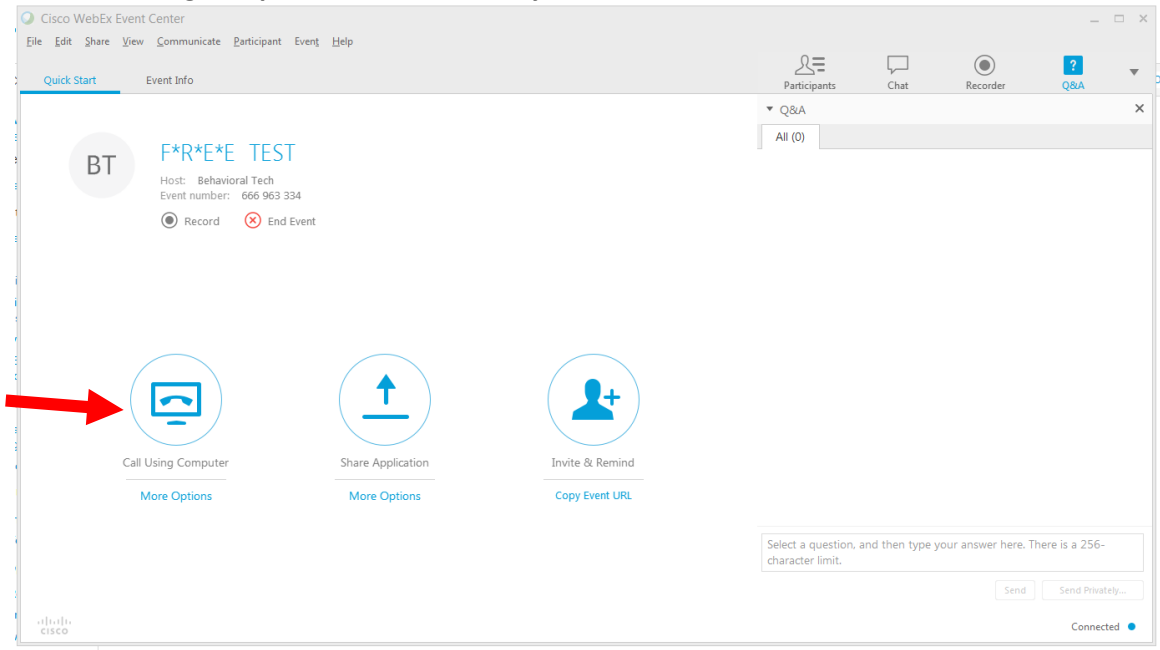 Cisco WebEx Event Center
File Edit Share View Communicate Participant Event Help
Quick Start Event Info
Participants Chat Recorder Q&A
Q&A
All (0)
BT
F*R*E*E TEST
Host: Behavioral Tech
Event number: 666 963 334
Record End Event
Call Using Computer Share Application Invite & Remind
More Options More Options Copy Event URL
Select a question, and then type your answer here. There is a 256-
character limit.
Send Send Privately...
CISCO
Connected